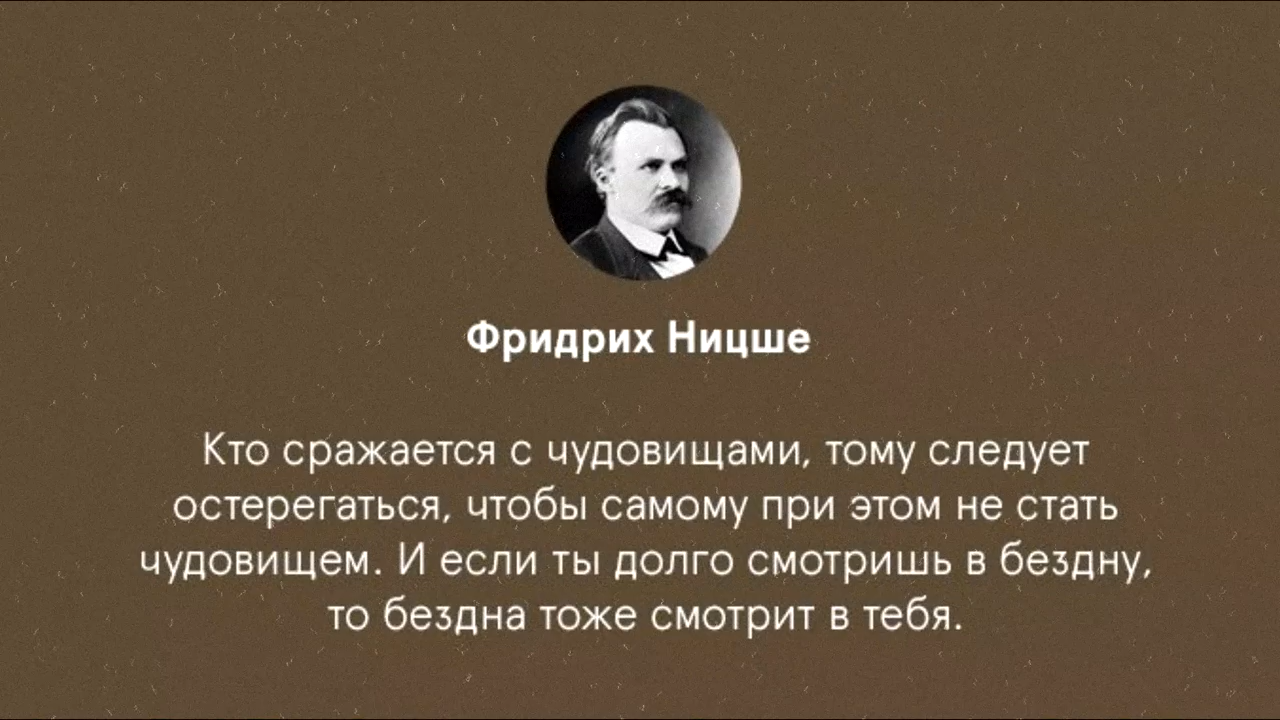 Фридрих Ницше
Кто сражается с чудовищами, тому следует
остерегаться, чтобы самому при этом не стать
чудовищем. И если ты долго смотришь в бездну,
то бездна тоже смотрит в тебя.